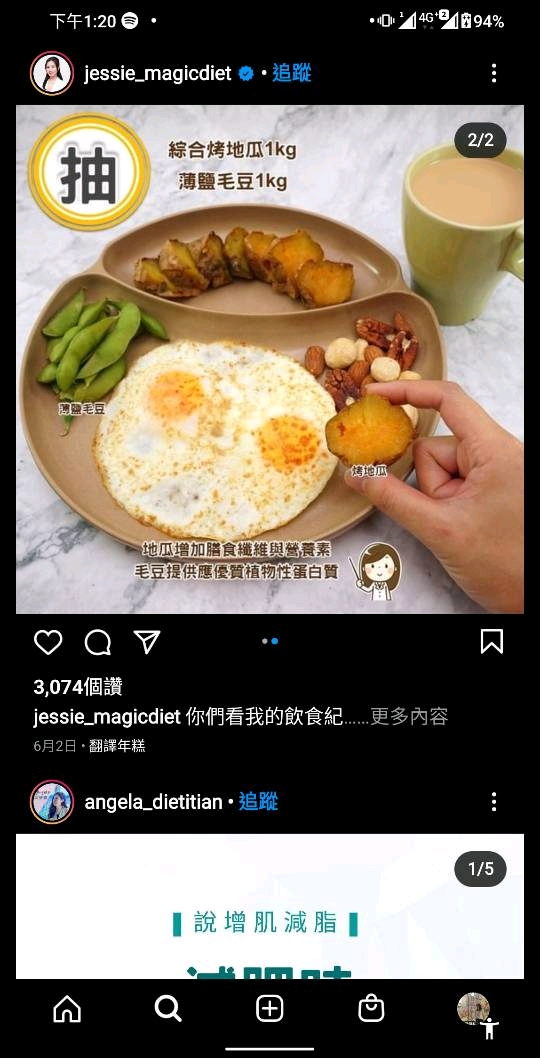 下午1:20
4G+ 2
94%
jessie_magicdiet • 追蹤
2/2
抽
綜合烤地瓜1kg
薄鹽毛豆1kg
薄鹽毛豆
烤地瓜
地瓜增加膳食纖維與營養素
毛豆提供應優質植物性蛋白質
3,074個讚
jessie_magicdiet 你們看我的飲食紀……更多內容
6月2日 • 翻譯年糕
angela_dietitian • 追蹤
1/5
說增肌減脂